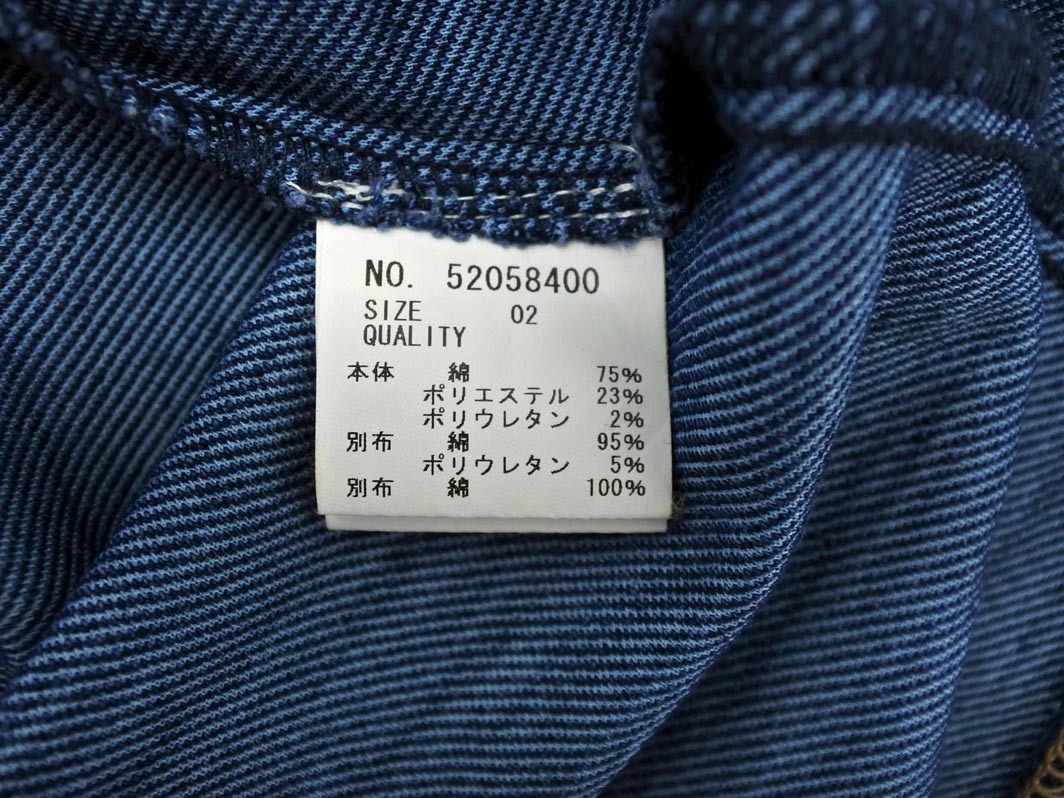 NO. 52058400
SIZE 02
QUALITY
本体 綿 75%
ポリエステル 23%
ポリウレタン 2%
別布 綿 95%
ポリウレタン 5%
別布 綿 100%